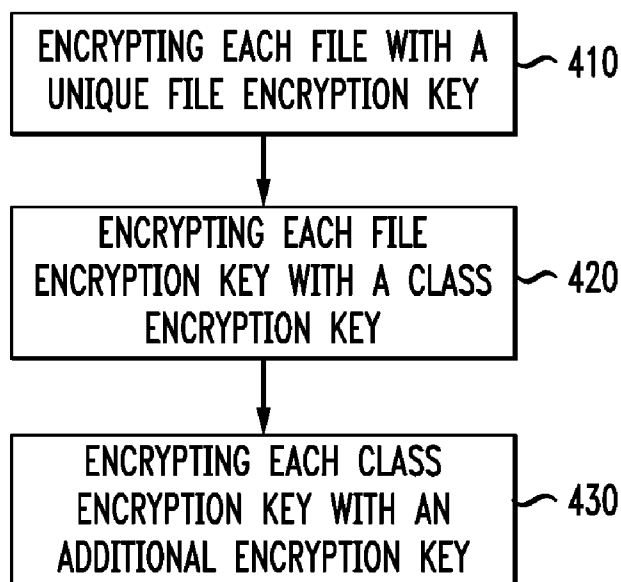 ENCRYPTING EACH FILE WITH A
UNIQUE FILE ENCRYPTION KEY
410
ENCRYPTING EACH FILE
ENCRYPTION KEY WITH A CLASS
ENCRYPTION KEY
420
ENCRYPTING EACH CLASS
ENCRYPTION KEY WITH AN
ADDITIONAL ENCRYPTION KEY
430